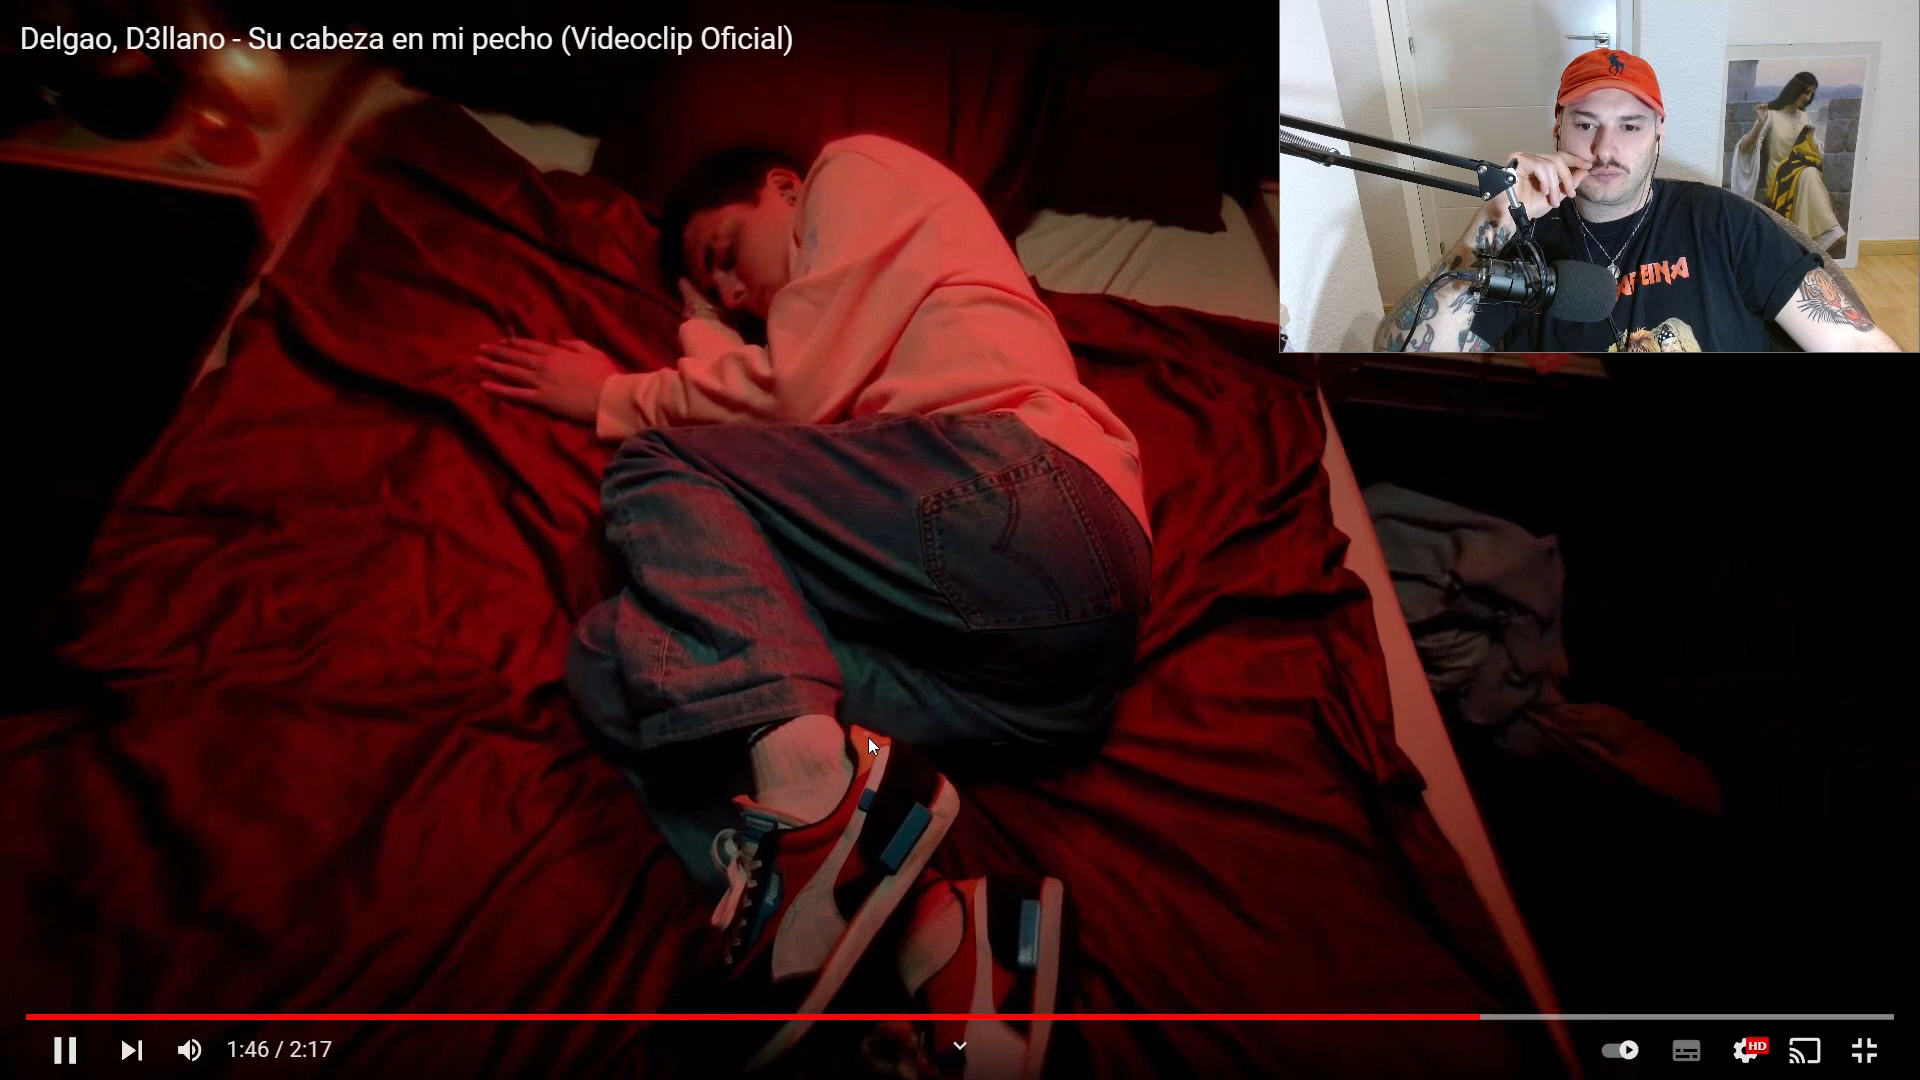 Delgao, D3llano - Su cabeza en mi pecho (Videoclip Oficial)
1:46 / 2:17
HD